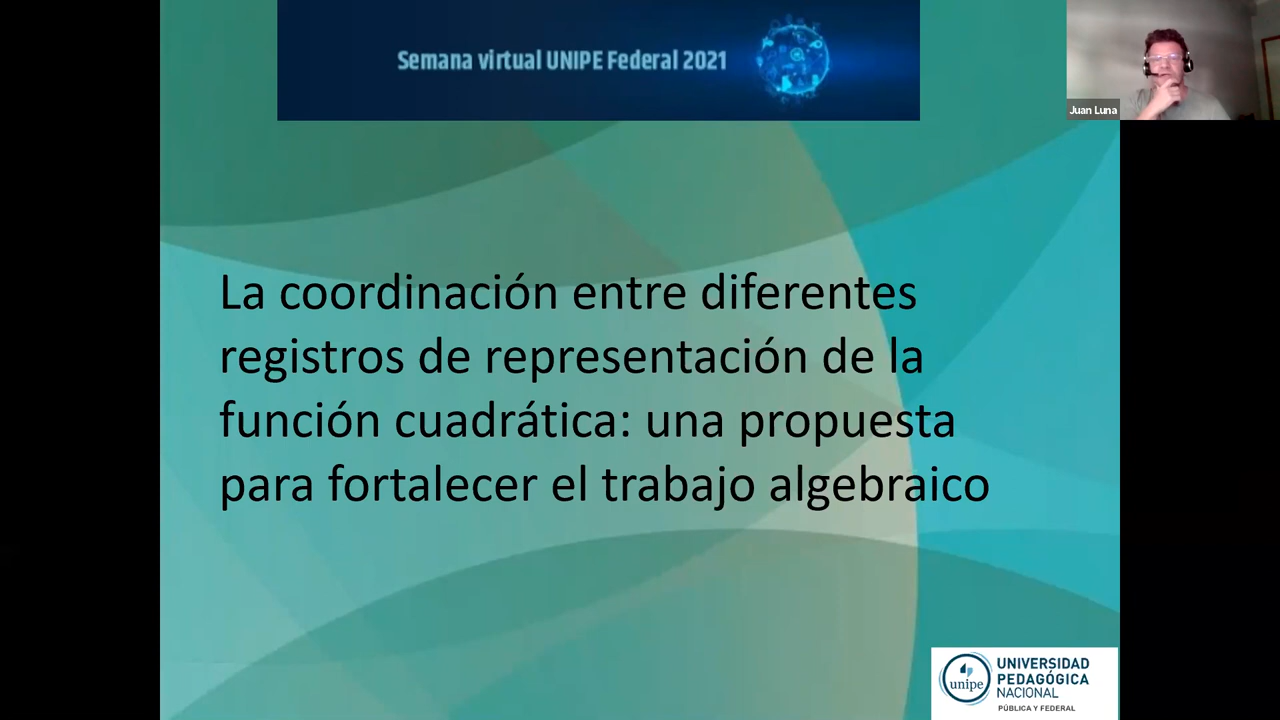 Semana virtual UNIPE Federal 2021
Juan Luna
La coordinación entre diferentes
registros de representación de la
función cuadrática: una propuesta
para fortalecer el trabajo algebraico
unipe
UNIVERSIDAD
PEDAGÓGICA
NACIONAL
PÚBLICA Y FEDERAL